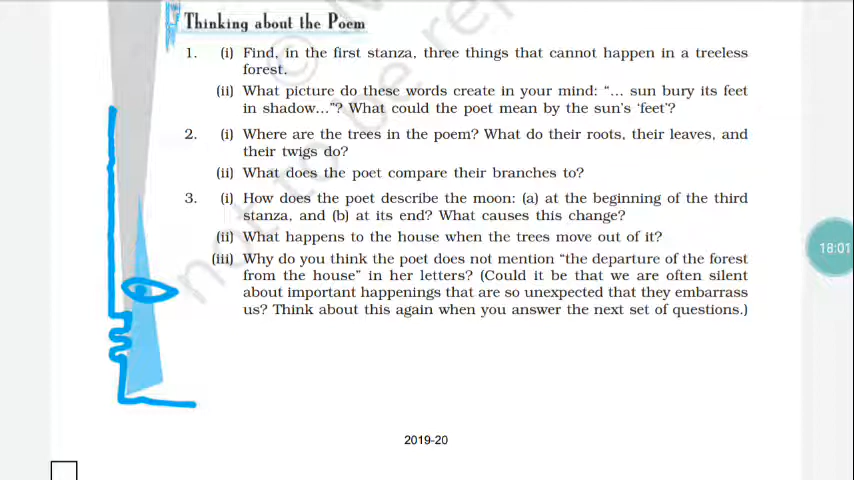 Thinking about the Poem
1. (i) Find, in the first stanza, three things that cannot happen in a treeless
forest.
(ii) What picture do these words create in your mind: “... sun bury its feet
in shadow...”? What could the poet mean by the sun’s ‘feet’?
2. (i) Where are the trees in the poem? What do their roots, their leaves, and
their twigs do?
(ii) What does the poet compare their branches to?
3. (i) How does the poet describe the moon: (a) at the beginning of the third
stanza, and (b) at its end? What causes this change?
(ii) What happens to the house when the trees move out of it?
(iii) Why do you think the poet does not mention “the departure of the forest
from the house” in her letters? (Could it be that we are often silent
about important happenings that are so unexpected that they embarrass
us? Think about this again when you answer the next set of questions.)
18:01
not to be re
2019-20